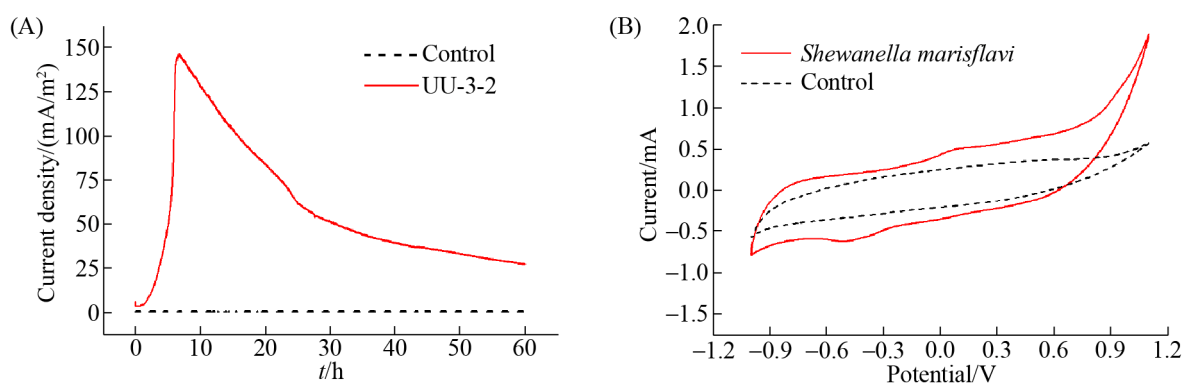 (A)
150
125
100
75
50
25
0
Current density/(mA/m²)
Control
UU-3-2
0 10 20 30 40 50 60
t/h
(B)
2.0
1.5
1.0
0.5
0.0
−0.5
−1.0
−1.5
Current/mA
Shewanella marisflavi
Control
−1.2 −0.9 −0.6 −0.3 0.0 0.3 0.6 0.9 1.2
Potential/V